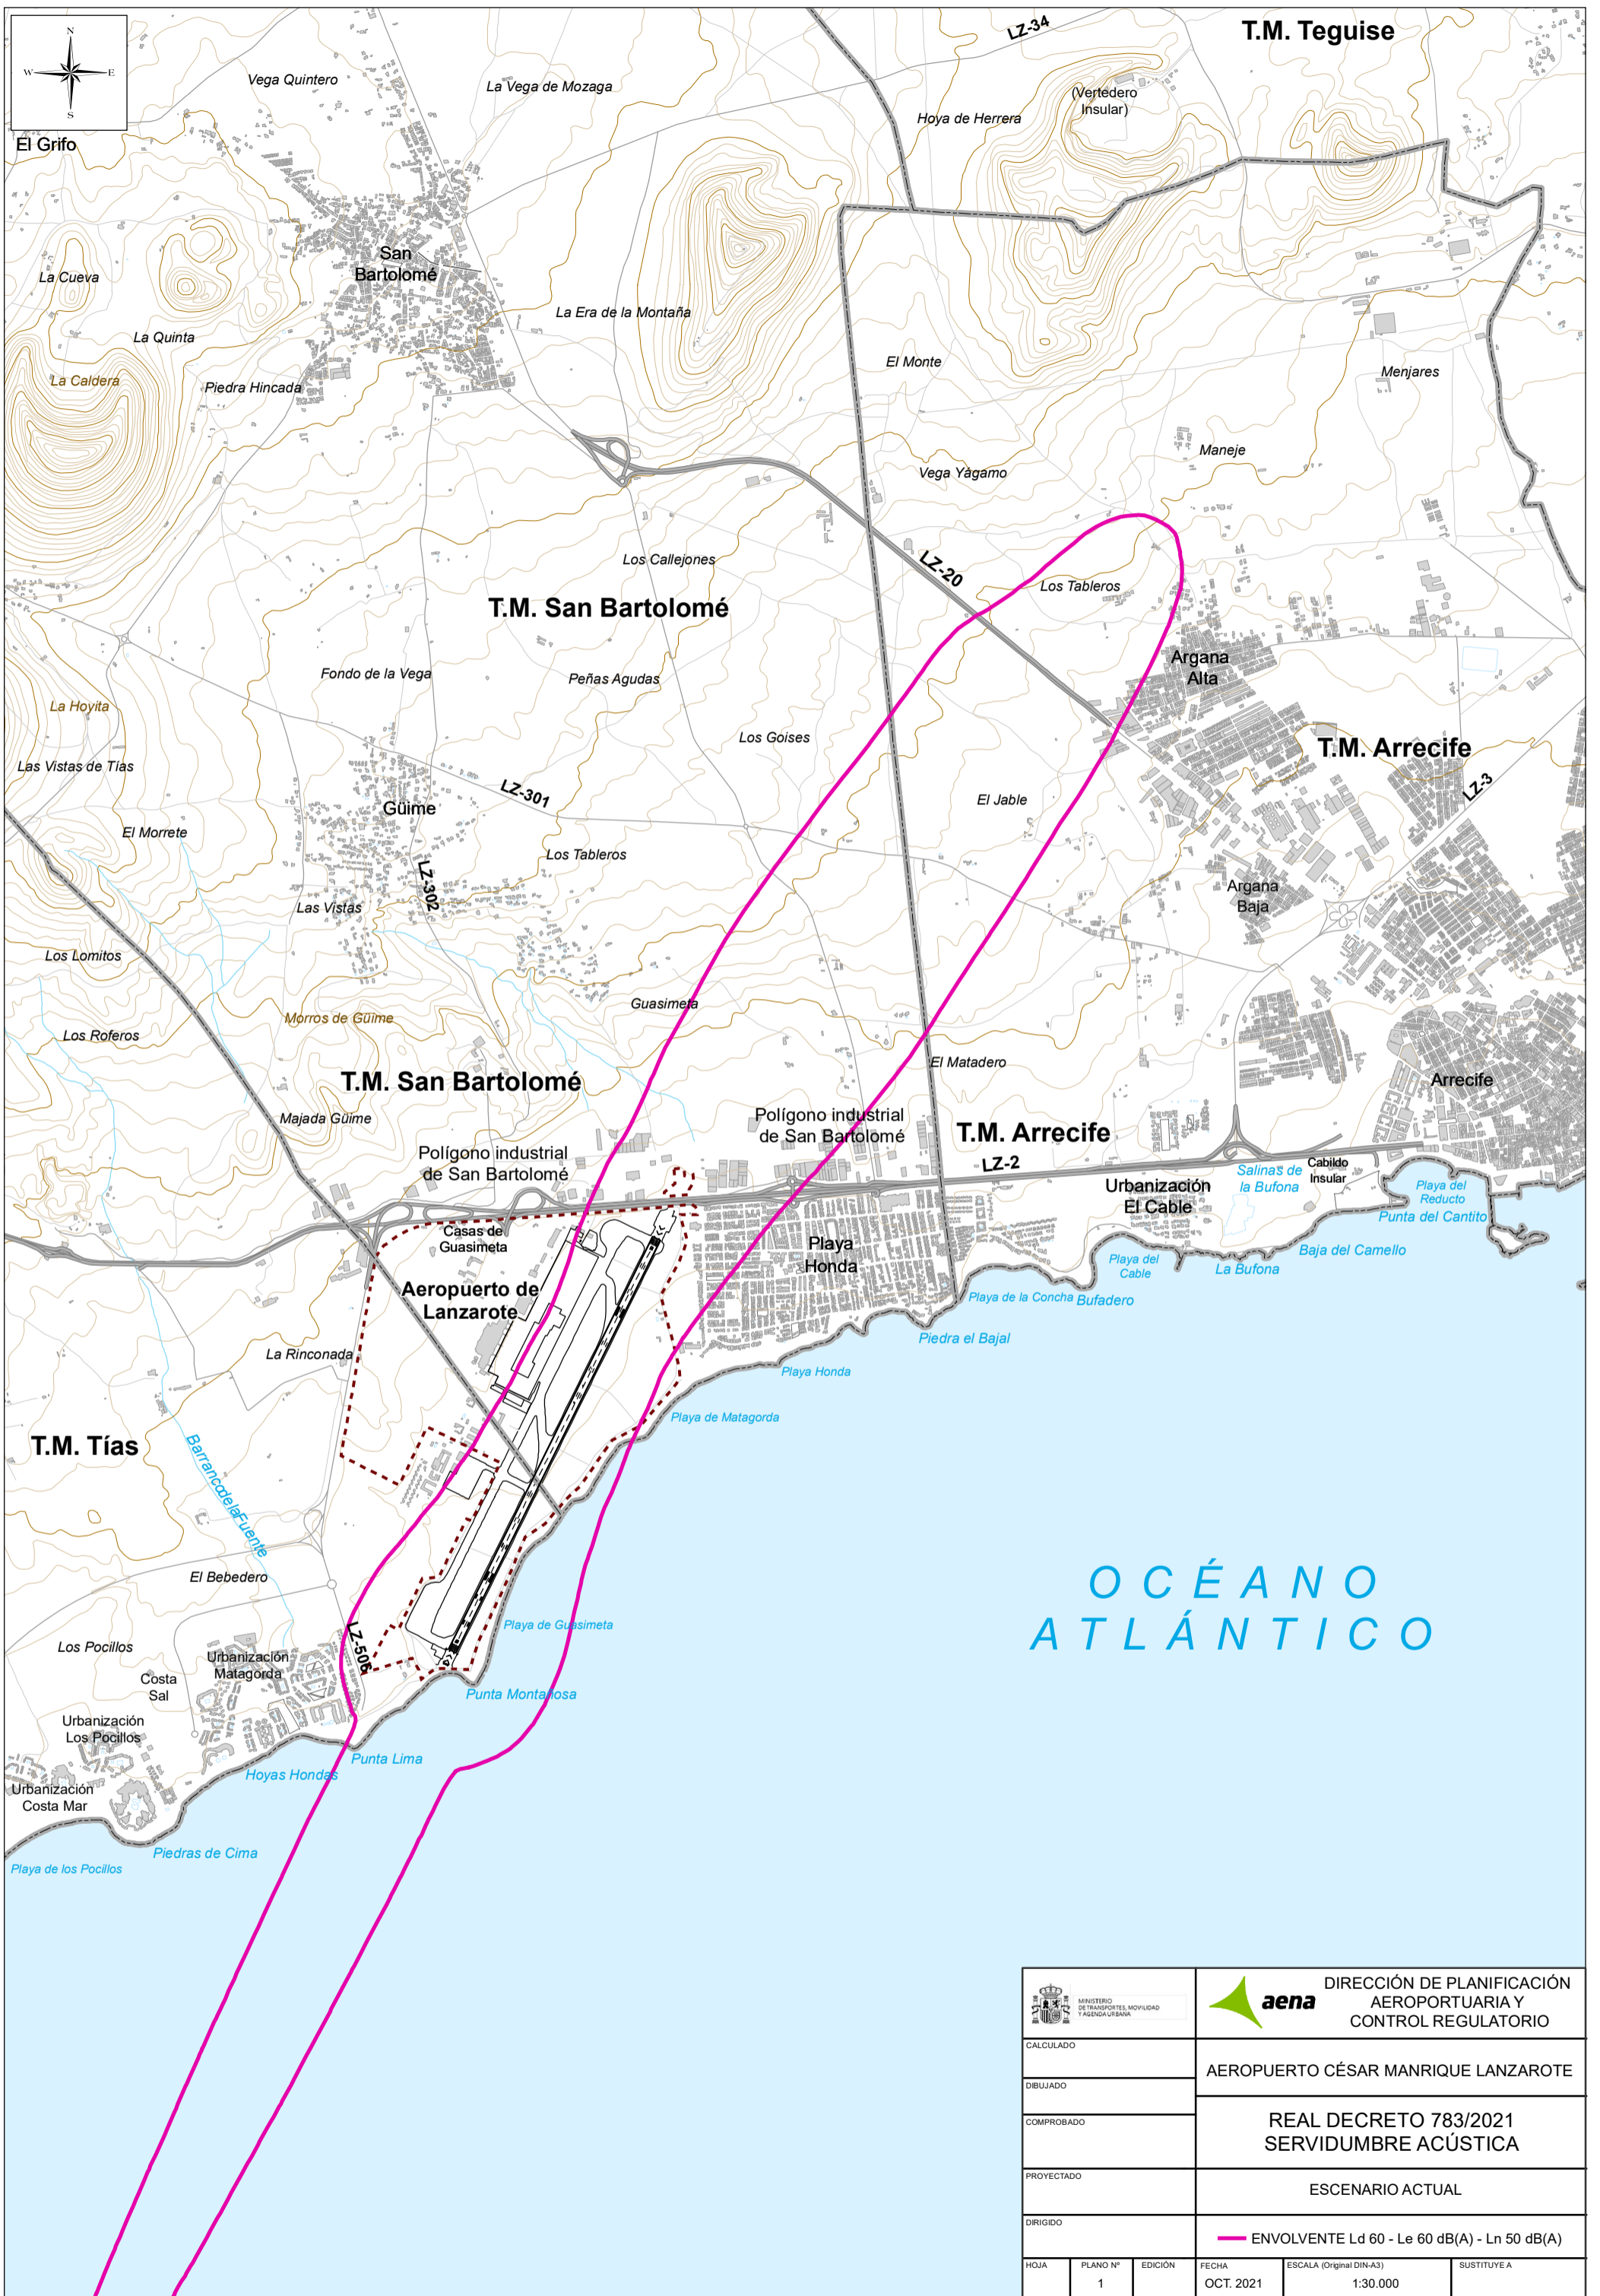 N
W E
S
El Grifo
Vega Quintero
La Vega de Mozaga
LZ-34
T.M. Teguise
(Vertedero
Insular)
Hoya de Herrera
San
Bartolomé
La Cueva
La Quinta
La Era de la Montaña
La Caldera
Piedra Hincada
El Monte
Menjares
Maneje
Vega Yágamo
Los Callejones
LZ-20
Los Tableros
T.M. San Bartolomé
Argana
Alta
Fondo de la Vega
Peñas Agudas
La Hoyita
Los Goises
T.M. Arrecife
Las Vistas de Tías
LZ-301
LZ-3
Güime
El Jable
El Morrete
Los Tableros
LZ-302
Argana
Baja
Las Vistas
Los Lomitos
Guasimeta
Morros de Güime
Los Roferos
El Matadero
T.M. San Bartolomé
Arrecife
Majada Güime
Polígono industrial
de San Bartolomé
T.M. Arrecife
Polígono industrial
de San Bartolomé
LZ-2
Salinas de
la Bufona
Cabildo
Insular
Urbanización
El Cable
Playa del
Reducto
Punta del Cantito
Casas de
Guasimeta
Playa
Honda
Baja del Camello
Playa del
Cable
La Bufona
Aeropuerto de
Lanzarote
Playa de la Concha
Bufadero
Piedra el Bajal
La Rinconada
Playa Honda
Playa de Matagorda
T.M. Tías
Barranco de la Fuente
El Bebedero
OCÉANO
ATLÁNTICO
Playa de Guasimeta
LZ-506
Los Pocillos
Urbanización
Matagorda
Costa
Sal
Punta Montañosa
Urbanización
Los Pocillos
Punta Lima
Hoyas Hondas
Urbanización
Costa Mar
Piedras de Cima
Playa de los Pocillos
MINISTERIO
DE TRANSPORTES, MOVILIDAD
Y AGENDA URBANA
aena
DIRECCIÓN DE PLANIFICACIÓN
AEROPORTUARIA Y
CONTROL REGULATORIO
CALCULADO
AEROPUERTO CÉSAR MANRIQUE LANZAROTE
DIBUJADO
COMPROBADO
REAL DECRETO 783/2021
SERVIDUMBRE ACÚSTICA
PROYECTADO
ESCENARIO ACTUAL
DIRIGIDO
ENVOLVENTE Ld 60 - Le 60 dB(A) - Ln 50 dB(A)
HOJA
PLANO Nº
1
EDICIÓN
FECHA
OCT. 2021
ESCALA (Original DIN-A3)
1:30.000
SUSTITUYE A